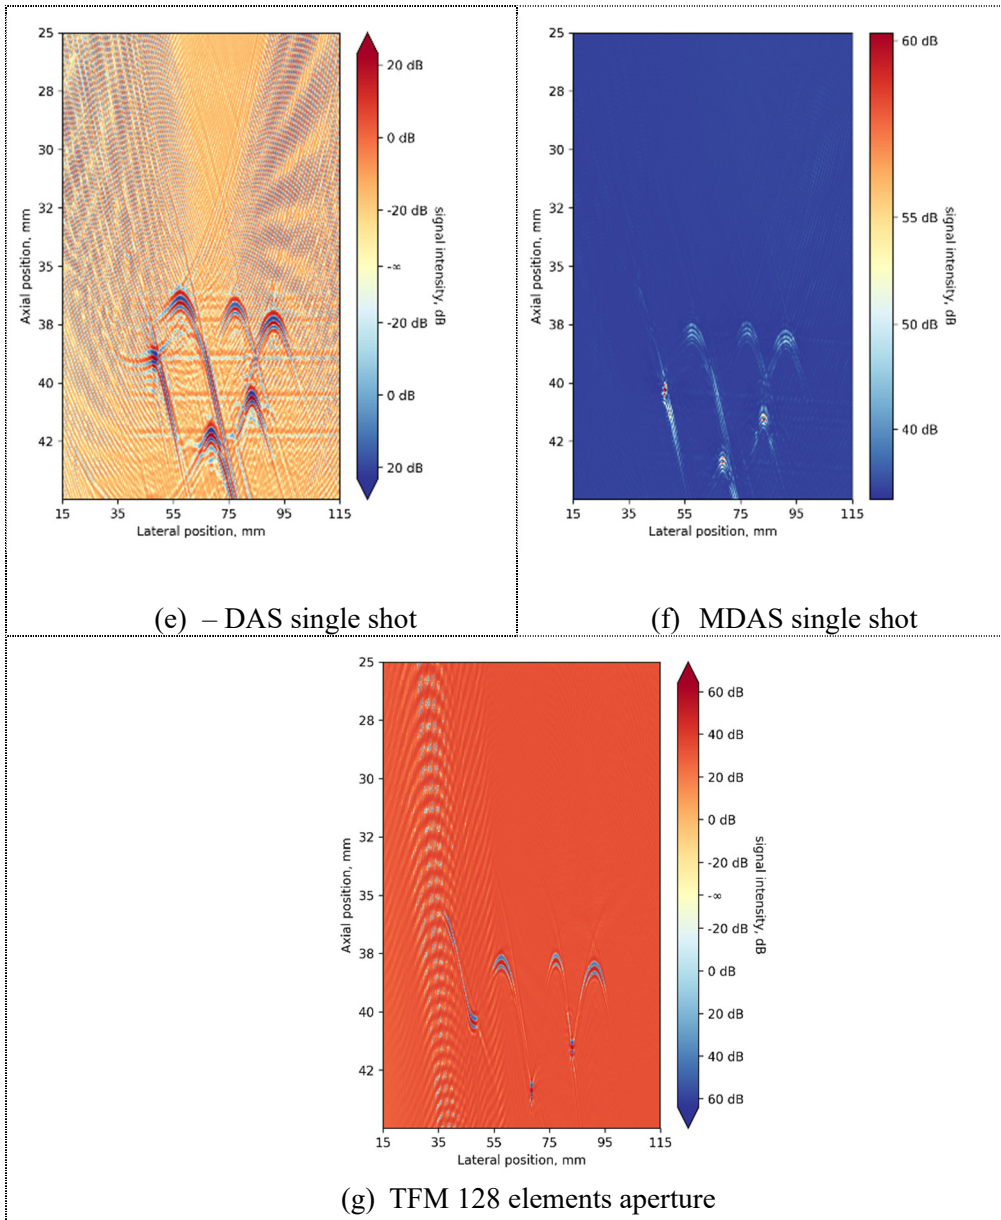 25
28
30
32
35
38
40
42
Axial position, mm
15 35 55 75 95 115
Lateral position, mm
20 dB
0 dB
-20 dB
-∞
-20 dB
0 dB
20 dB
signal intensity, dB
(e) – DAS single shot
25
28
30
32
35
38
40
42
Axial position, mm
15 35 55 75 95 115
Lateral position, mm
60 dB
55 dB
50 dB
40 dB
signal intensity, dB
(f) MDAS single shot
25
28
30
32
35
38
40
42
Axial position, mm
15 35 55 75 95 115
Lateral position, mm
60 dB
40 dB
20 dB
0 dB
-20 dB
-∞
-20 dB
0 dB
20 dB
40 dB
60 dB
signal intensity, dB
(g) TFM 128 elements aperture